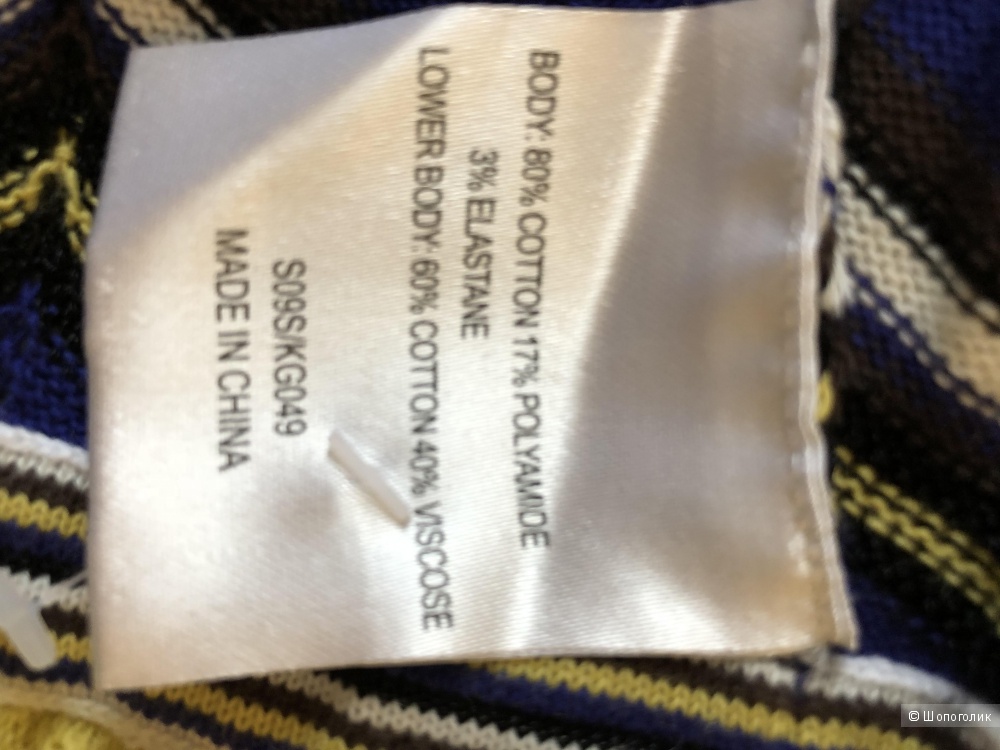 BODY: 80% COTTON 17% POLYAMIDE
3% ELASTANE
LOWER BODY: 60% COTTON 40% VISCOSE
S09S/KG049
MADE IN CHINA
© Шопоголик